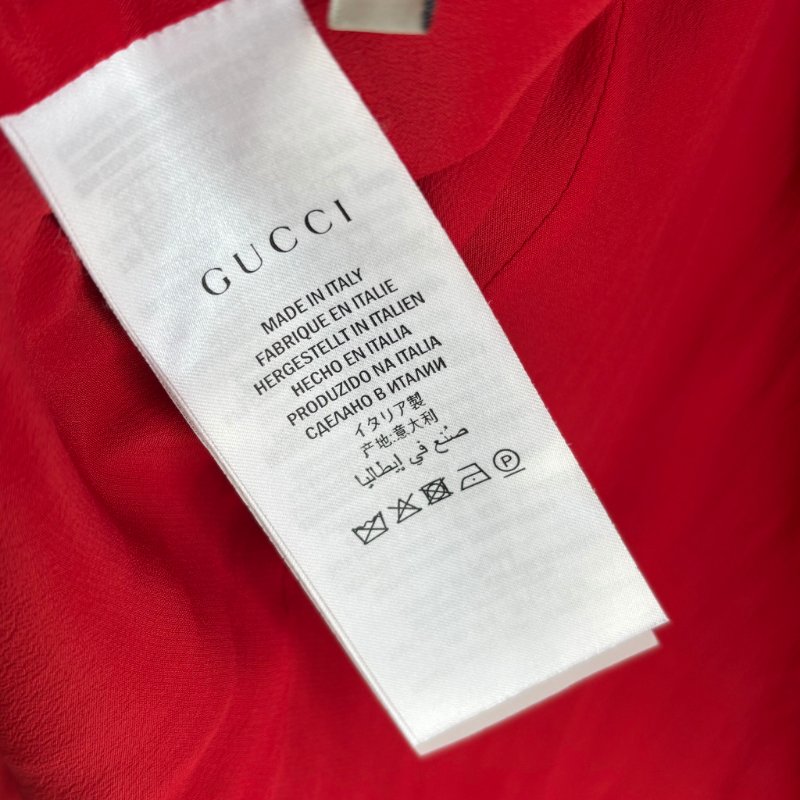 GUCCI
MADE IN ITALY
FABRIQUE EN ITALIE
HERGESTELLT IN ITALIEN
HECHO EN ITALIA
PRODUZIDO NA ITALIA
СДЕЛАНО В ИТАЛИИ
イタリア製
产地:意大利
صُنع في إيطاليا
P